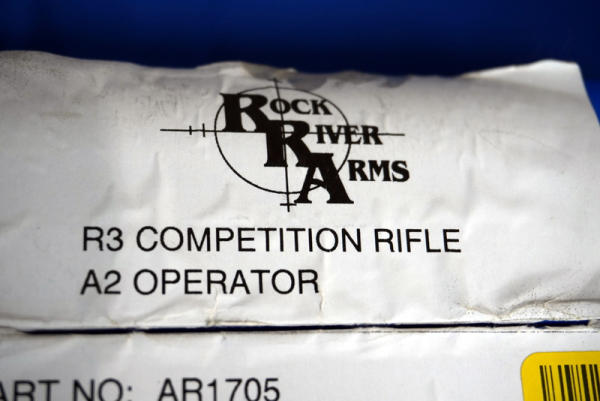 ROCK
RIVER
ARMS
R3 COMPETITION RIFLE
A2 OPERATOR
ART NO: AR1705